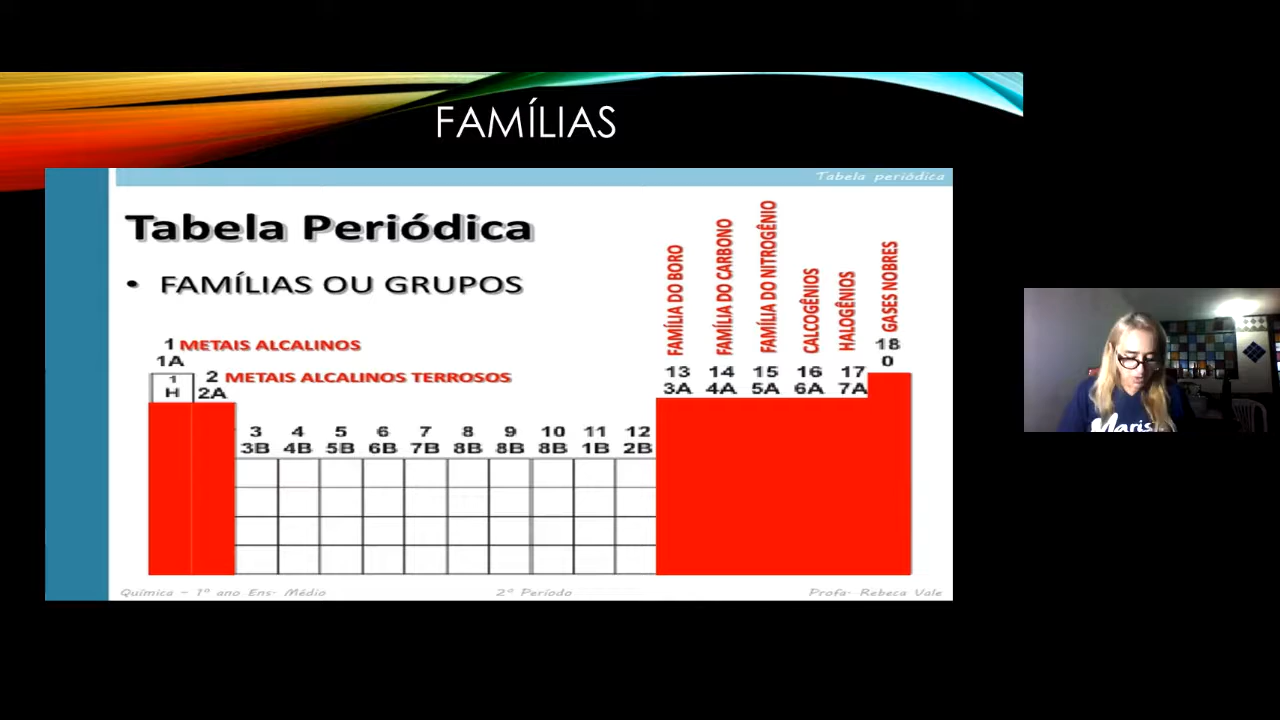 FAMÍLIAS
Tabela periódica
Tabela Periódica
• FAMÍLIAS OU GRUPOS
FAMÍLIA DO BORO
FAMÍLIA DO CARBONO
FAMÍLIA DO NITROGÊNIO
CALCOGÊNIOS
HALOGÊNIOS
GASES NOBRES
1 METAIS ALCALINOS
1A
1
H
2 METAIS ALCALINOS TERROSOS
2A
3 4 5 6 7 8 9 10 11 12
3B 4B 5B 6B 7B 8B 8B 8B 1B 2B
13 14 15 16 17
3A 4A 5A 6A 7A
18
0
Química - 1º ano Ens. Médio
2º Período
Profa. Rebeca Vale
Maris